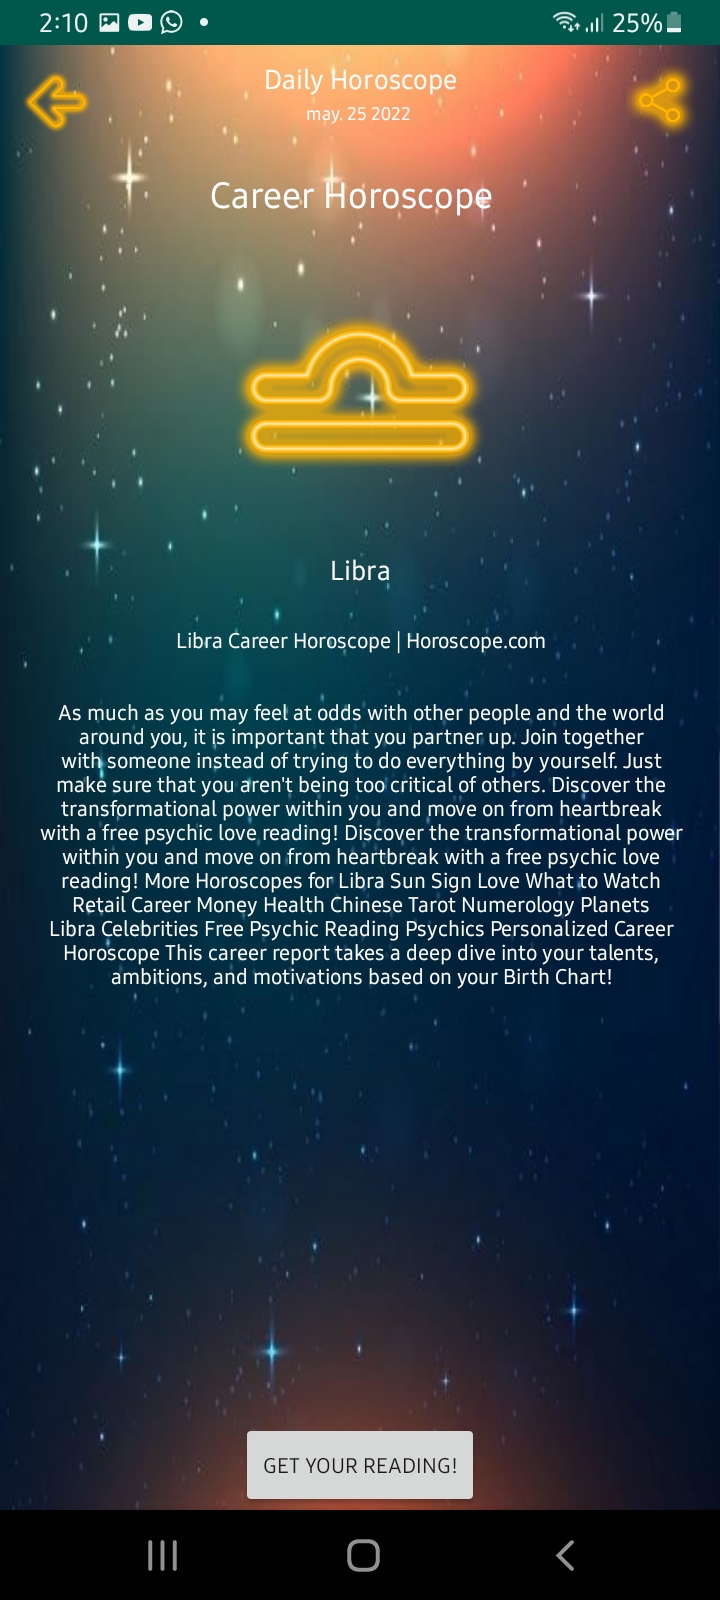 2:10
25%
Daily Horoscope
may. 25 2022
Career Horoscope
Libra
Libra Career Horoscope | Horoscope.com
As much as you may feel at odds with other people and the world
around you, it is important that you partner up. Join together
with someone instead of trying to do everything by yourself. Just
make sure that you aren't being too critical of others. Discover the
transformational power within you and move on from heartbreak
with a free psychic love reading! Discover the transformational power
within you and move on from heartbreak with a free psychic love
reading! More Horoscopes for Libra Sun Sign Love What to Watch
Retail Career Money Health Chinese Tarot Numerology Planets
Libra Celebrities Free Psychic Reading Psychics Personalized Career
Horoscope This career report takes a deep dive into your talents,
ambitions, and motivations based on your Birth Chart!
GET YOUR READING!